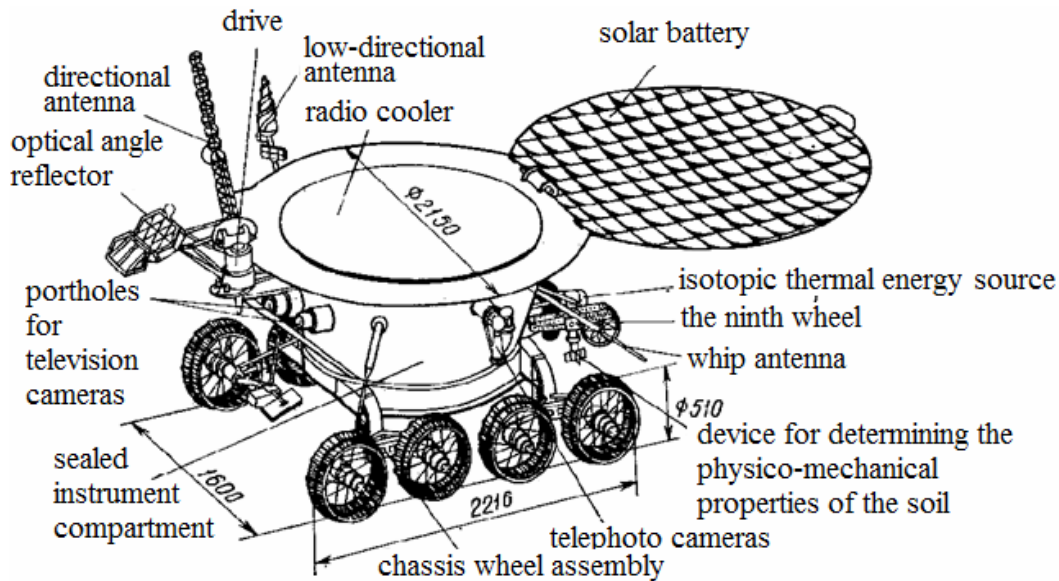 drive
low-directional
antenna
solar battery
directional
antenna
radio cooler
optical angle
reflector
ϕ2150
portholes
for
television
cameras
isotopic thermal energy source
the ninth wheel
whip antenna
ϕ510
device for determining the
physico-mechanical
properties of the soil
sealed
instrument
compartment
1600
2216
telephoto cameras
chassis wheel assembly